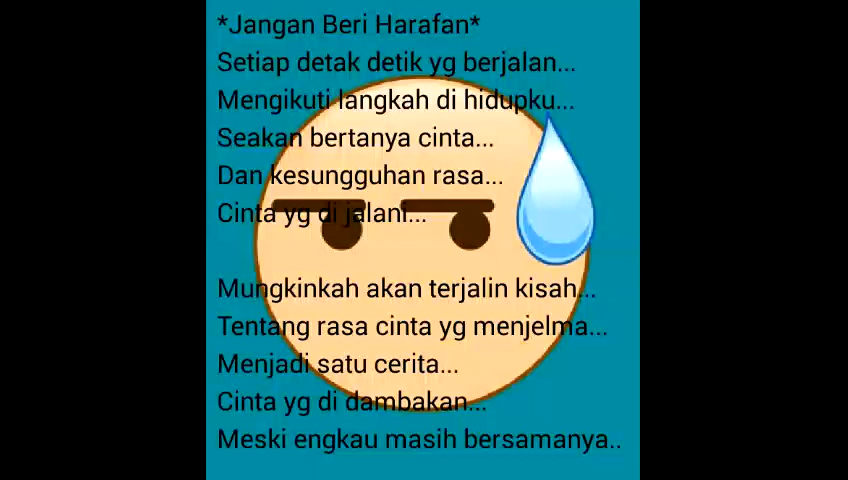 *Jangan Beri Harafan*
Setiap detak detik yg berjalan...
Mengikuti langkah di hidupku...
Seakan bertanya cinta...
Dan kesungguhan rasa...
Cinta yg di jalani...
Mungkinkah akan terjalin kisah...
Tentang rasa cinta yg menjelma...
Menjadi satu cerita...
Cinta yg di dambakan...
Meski engkau masih bersamanya..